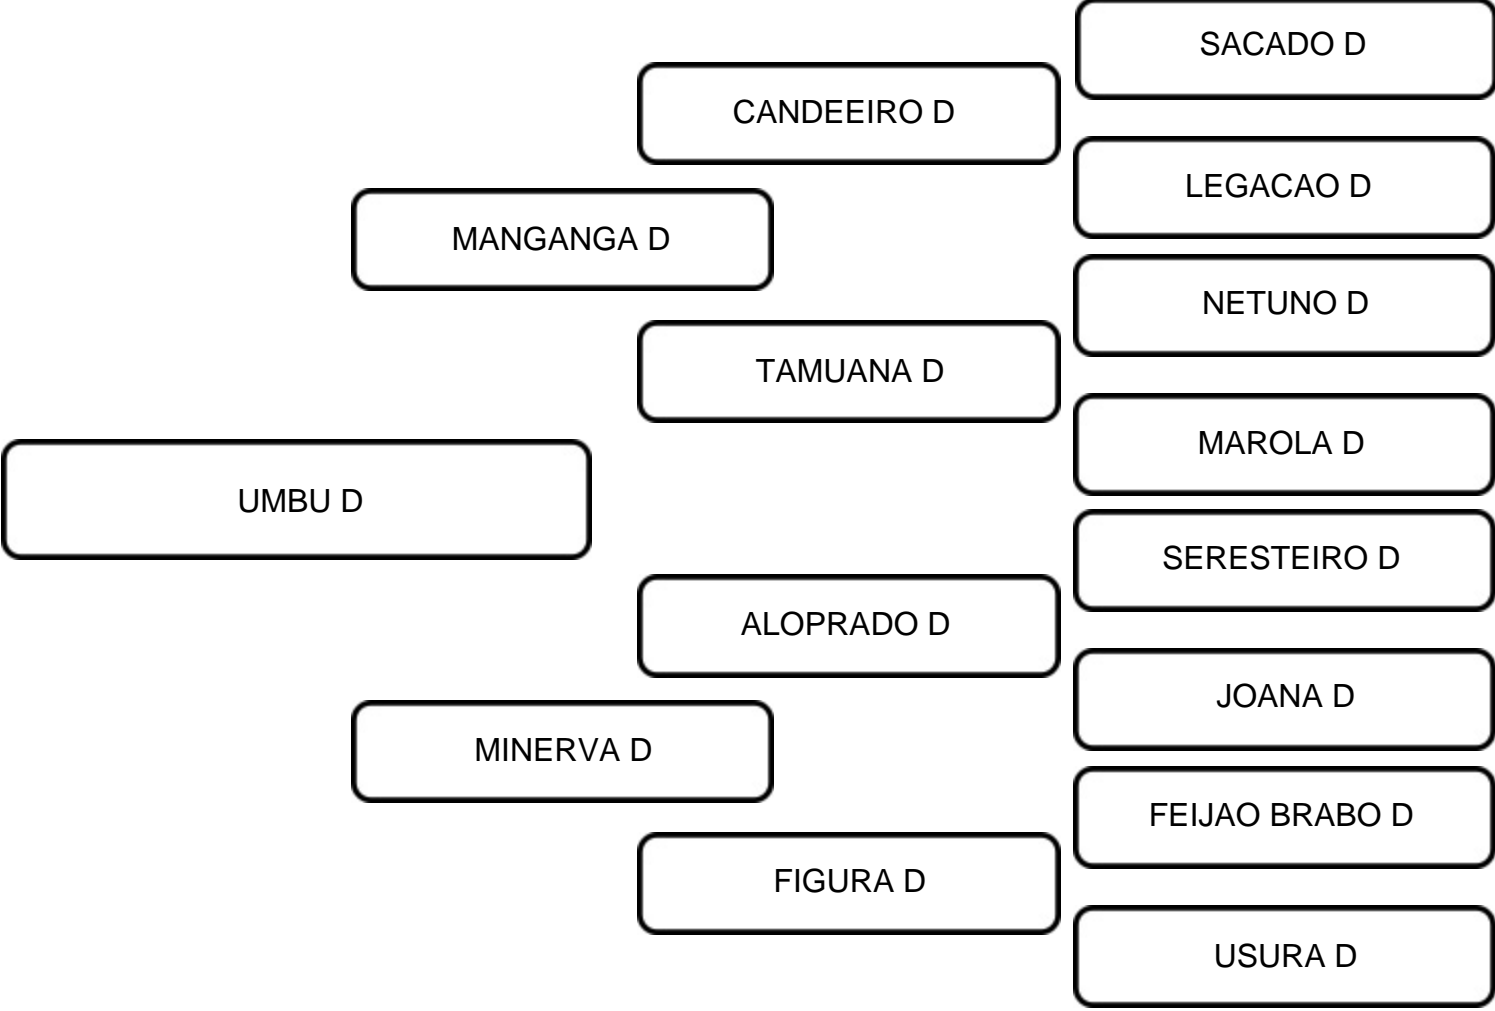 SACADO D
CANDEEIRO D
LEGACAO D
MANGANGA D
NETUNO D
TAMUANA D
MAROLA D
UMBU D
SERESTEIRO D
ALOPRADO D
JOANA D
MINERVA D
FEIJAO BRABO D
FIGURA D
USURA D